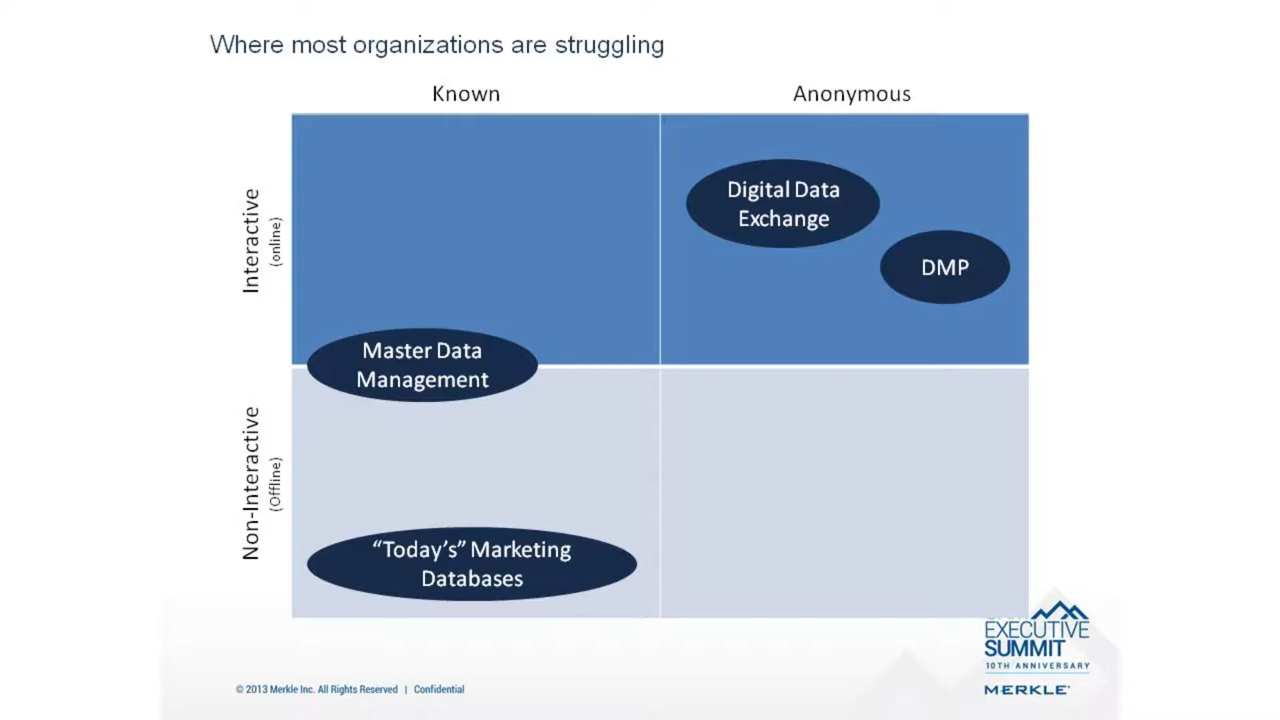 Where most organizations are struggling
Known
Anonymous
Interactive
(online)
Digital Data
Exchange
DMP
Master Data
Management
Non-Interactive
(Offline)
“Today’s” Marketing
Databases
EXECUTIVE
SUMMIT
10TH ANNIVERSARY
MERKLE
© 2013 Merkle Inc. All Rights Reserved | Confidential